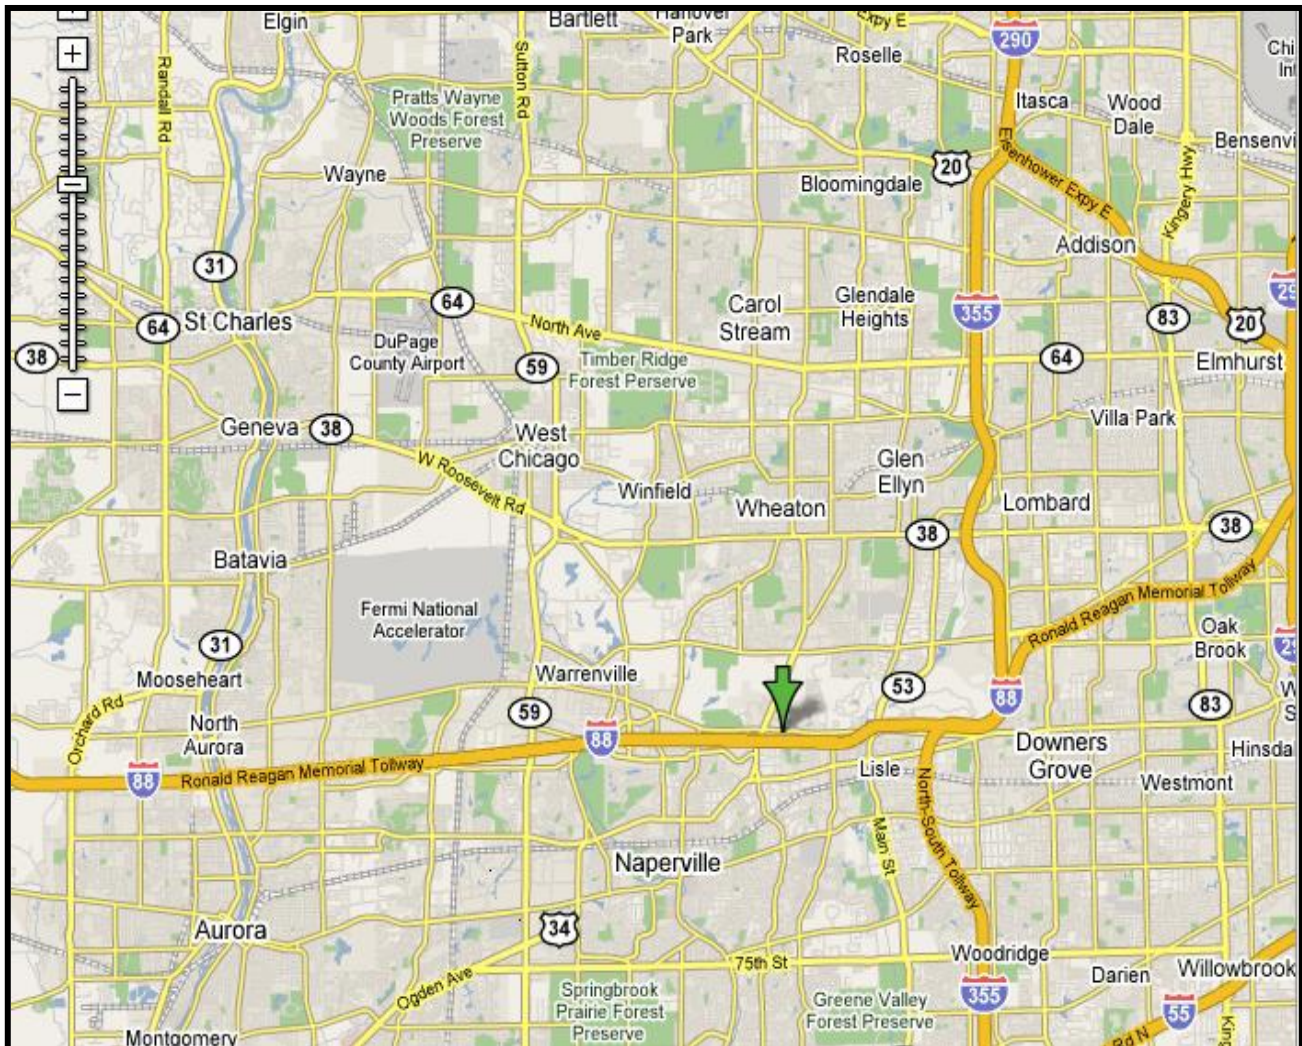 Elgin
Bartlett
Hanover
Park
Expy E
Roselle
290
Randall Rd
Sutton Rd
Pratts Wayne
Woods Forest
Preserve
Itasca
Wood
Dale
Wayne
20
Bloomingdale
Eisenhower Expy E
Kingery Hwy
Addison
31
64
St Charles
64
North Ave
Carol
Stream
Glendale
Heights
355
83
20
38
DuPage
County Airport
59
Timber Ridge
Forest Perserve
64
Elmhurst
Geneva
38
West
Chicago
Villa Park
W Roosevelt Rd
Winfield
Wheaton
Glen
Ellyn
Lombard
38
38
Batavia
Fermi National
Accelerator
Ronald Reagan Memorial Tollway
31
Mooseheart
Warrenville
Oak
Brook
53
88
83
Orchard Rd
North
Aurora
59
88
Downers
Grove
88
Ronald Reagan Memorial Tollway
Lisle
Westmont
North-South Tollway
Main St
Naperville
Aurora
34
75th St
Woodridge
Darien
Willowbrook
Ogden Ave
Springbrook
Prairie Forest
Preserve
Greene Valley
Forest Preserve
355
55
Montgomery
Rd N